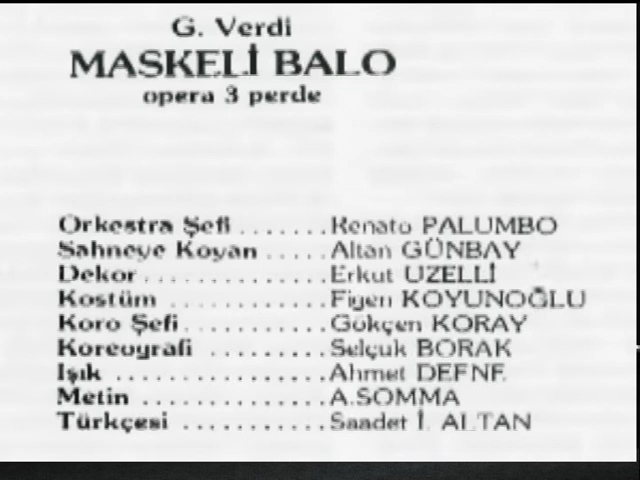 G. Verdi
MASKELİ BALO
opera 3 perde
Orkestra Şefi ....... Renato PALUMBO
Sahneye Koyan ..... Altan GÜNBAY
Dekor .............. Erkut UZELLİ
Kostüm ............ Figen KOYUNOĞLU
Koro Şefi ........... Gökçen KORAY
Koreografi ......... Selçuk BORAK
Işık ................ Ahmet DEFNE
Metin .............. A.SOMMA
Türkçesi ........... Saadet İ. ALTAN